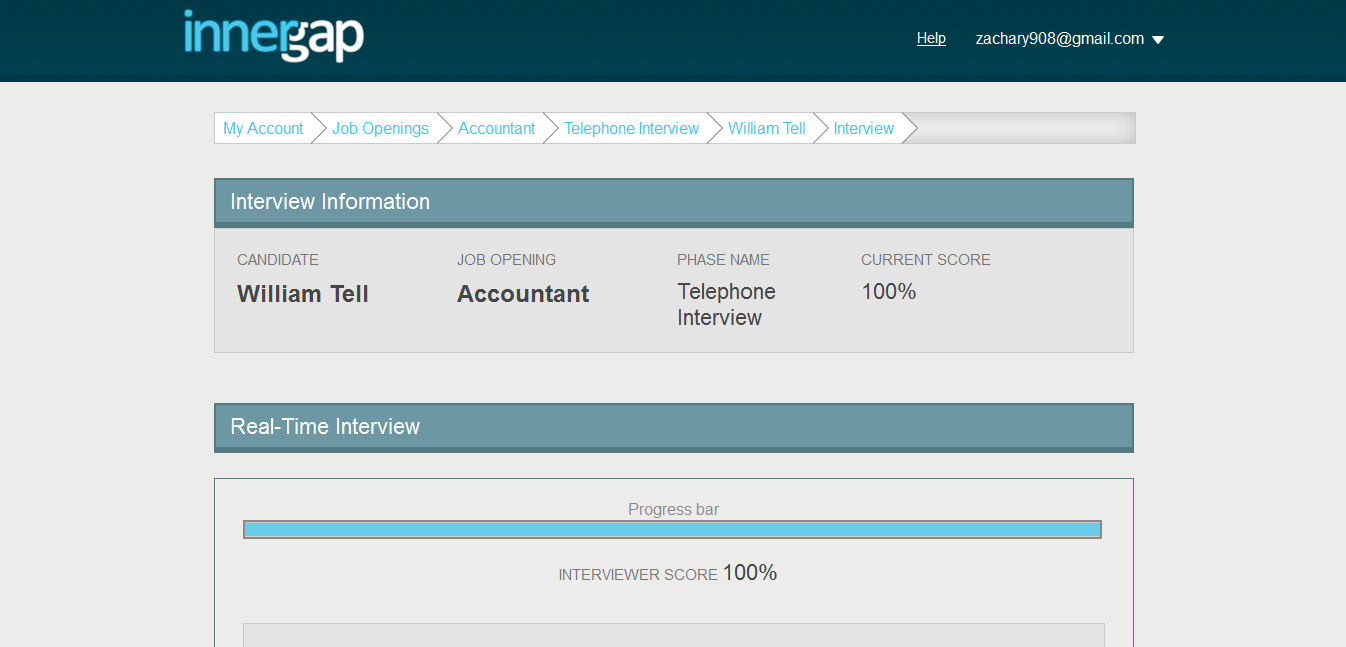 innergap
Help zachary908@gmail.com
My Account Job Openings Accountant Telephone Interview William Tell Interview
Interview Information
CANDIDATE JOB OPENING PHASE NAME CURRENT SCORE
William Tell Accountant Telephone 100%
Interview
Real-Time Interview
Progress bar
INTERVIEWER SCORE 100%